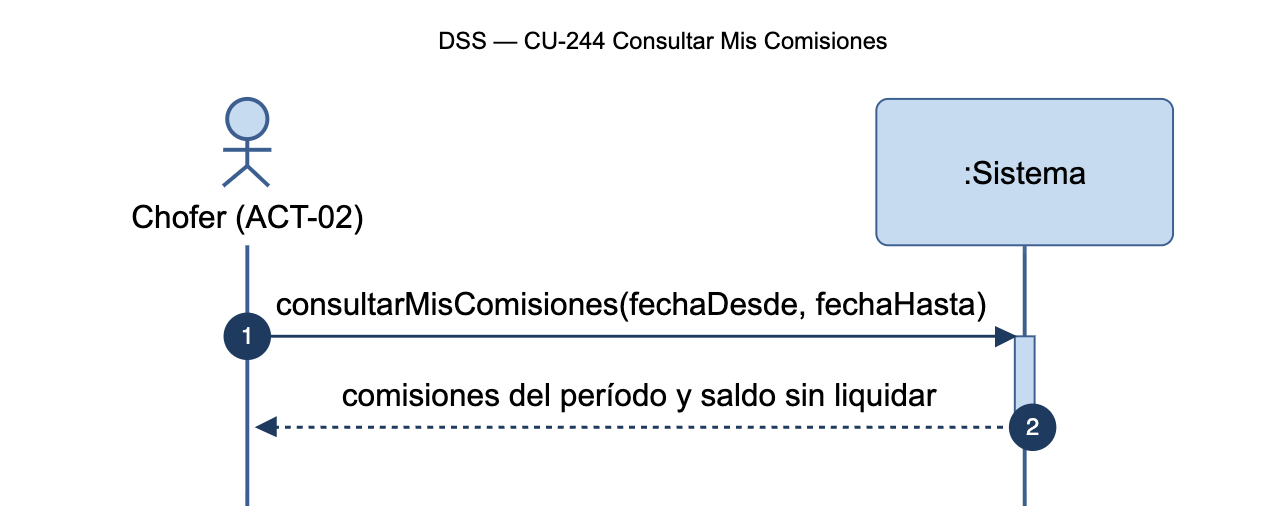 DSS — CU-244 Consultar Mis Comisiones
:Sistema
Chofer (ACT-02)
consultarMisComisiones(fechaDesde, fechaHasta)
1
comisiones del período y saldo sin liquidar
2